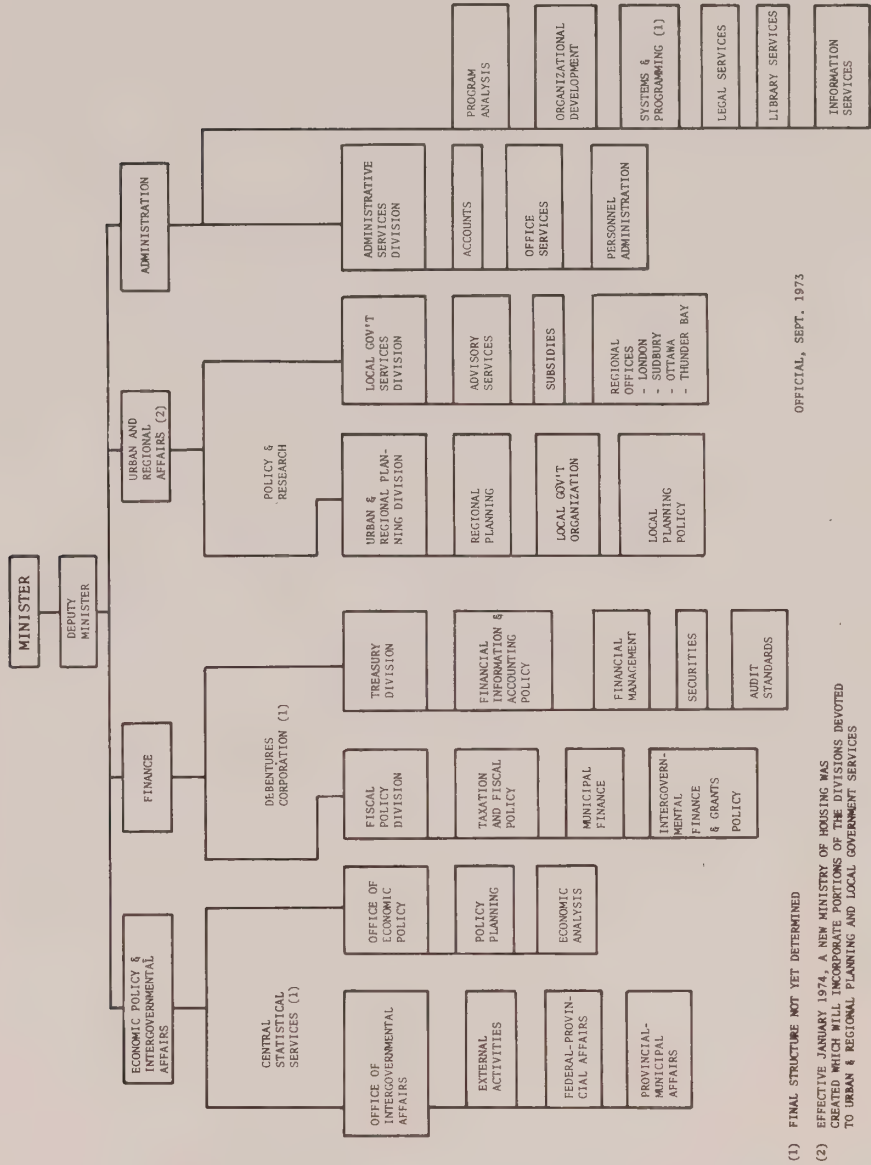 MINISTER
DEPUTY
MINISTER
ECONOMIC POLICY &
INTERGOVERNMENTAL
AFFAIRS
FINANCE
URBAN AND
REGIONAL
AFFAIRS (2)
ADMINISTRATION
CENTRAL
STATISTICAL
SERVICES (1)
OFFICE OF
INTERGOVERNMENTAL
AFFAIRS
EXTERNAL
ACTIVITIES
FEDERAL-PROVIN-
CIAL AFFAIRS
PROVINCIAL-
MUNICIPAL
AFFAIRS
OFFICE OF
ECONOMIC
POLICY
POLICY
PLANNING
ECONOMIC
ANALYSIS
DEBENTURES
CORPORATION (1)
FISCAL
POLICY
DIVISION
TAXATION
AND FISCAL
POLICY
MUNICIPAL
FINANCE
INTERGOVERN-
MENTAL
FINANCE
& GRANTS
POLICY
TREASURY
DIVISION
FINANCIAL
INFORMATION &
ACCOUNTING
POLICY
FINANCIAL
MANAGEMENT
SECURITIES
AUDIT
STANDARDS
POLICY &
RESEARCH
URBAN &
REGIONAL PLAN-
NING DIVISION
REGIONAL
PLANNING
LOCAL GOV'T
ORGANIZATION
LOCAL
PLANNING
POLICY
LOCAL GOV'T
SERVICES
DIVISION
ADVISORY
SERVICES
SUBSIDIES
REGIONAL
OFFICES
- LONDON
- SUDBURY
- OTTAWA
- THUNDER BAY
ADMINISTRATIVE
SERVICES
DIVISION
ACCOUNTS
OFFICE
SERVICES
PERSONNEL
ADMINISTRATION
PROGRAM
ANALYSIS
ORGANIZATIONAL
DEVELOPMENT
SYSTEMS &
PROGRAMMING (1)
LEGAL SERVICES
LIBRARY SERVICES
INFORMATION
SERVICES
(1) FINAL STRUCTURE NOT YET DETERMINED
(2) EFFECTIVE JANUARY 1974, A NEW MINISTRY OF HOUSING WAS
CREATED WHICH WILL INCORPORATE PORTIONS OF THE DIVISIONS DEVOTED
TO URBAN & REGIONAL PLANNING AND LOCAL GOVERNMENT SERVICES
OFFICIAL, SEPT. 1973